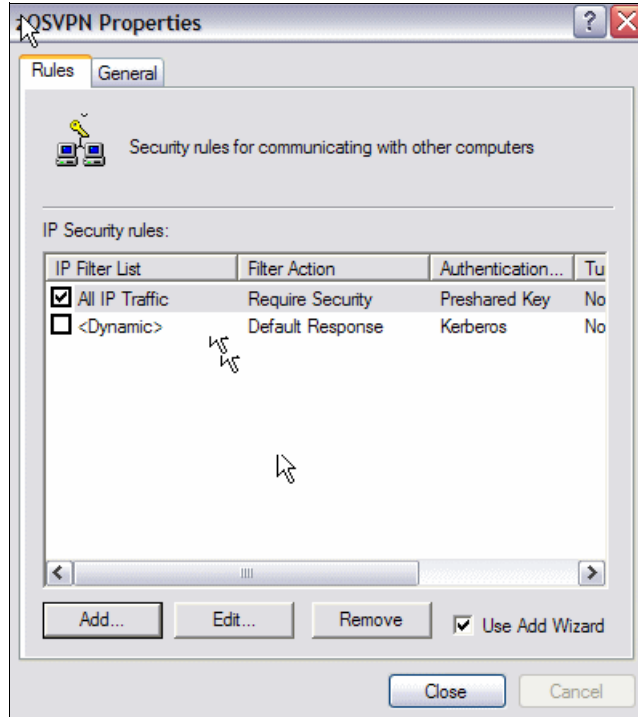 zOSVPN Properties
Rules General
Security rules for communicating with other computers
IP Security rules:
IP Filter List Filter Action Authentication... Tu
All IP Traffic Require Security Preshared Key No
<Dynamic> Default Response Kerberos No
Add... Edit... Remove Use Add Wizard
Close Cancel